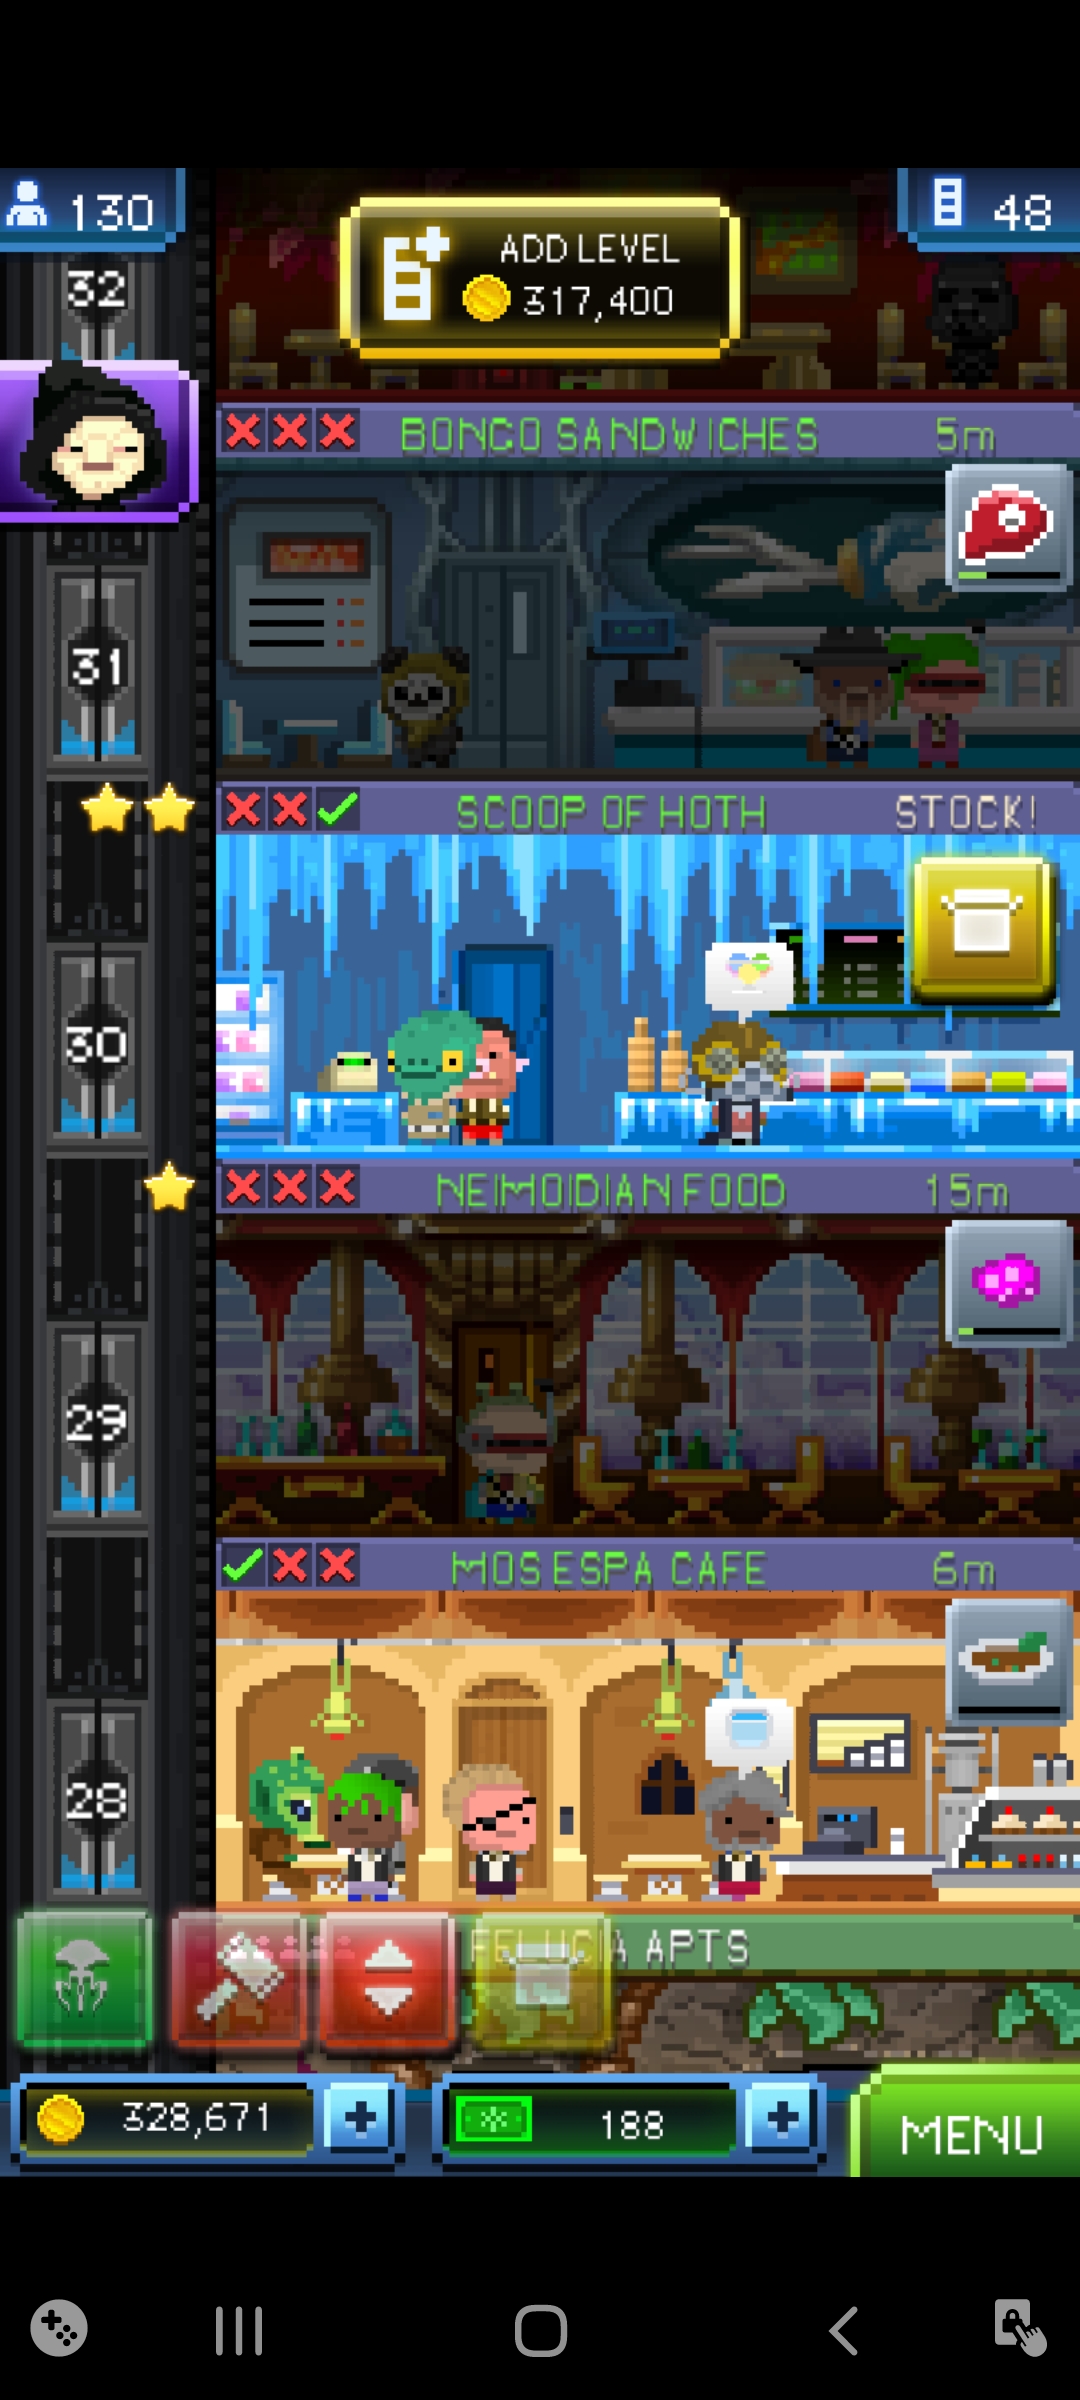 130
ADD LEVEL
317,400
48
32
BONGO SANDWICHES
5m
31
SCOOP OF HOTH
STOCK!
30
NEIMOIDIAN FOOD
15m
29
MOS ESPA CAFE
6m
28
FELUCIA APTS
328,671
188
MENU